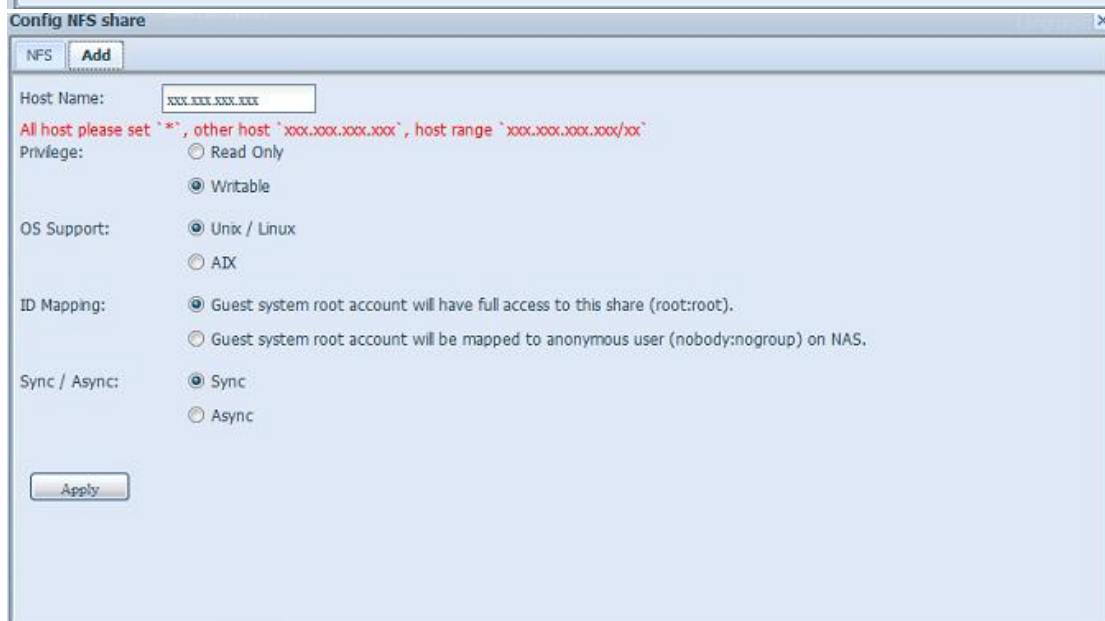 Config NFS share
NFS Add
Host Name: xxx.xxx.xxx.xxx
All host please set `*`, other host `xxx.xxx.xxx.xxx`, host range `xxx.xxx.xxx.xxx/xx`
Privilege: Read Only
Writable
OS Support: Unix / Linux
AIX
ID Mapping: Guest system root account will have full access to this share (root:root).
Guest system root account will be mapped to anonymous user (nobody:nogroup) on NAS.
Sync / Async: Sync
Async
Apply